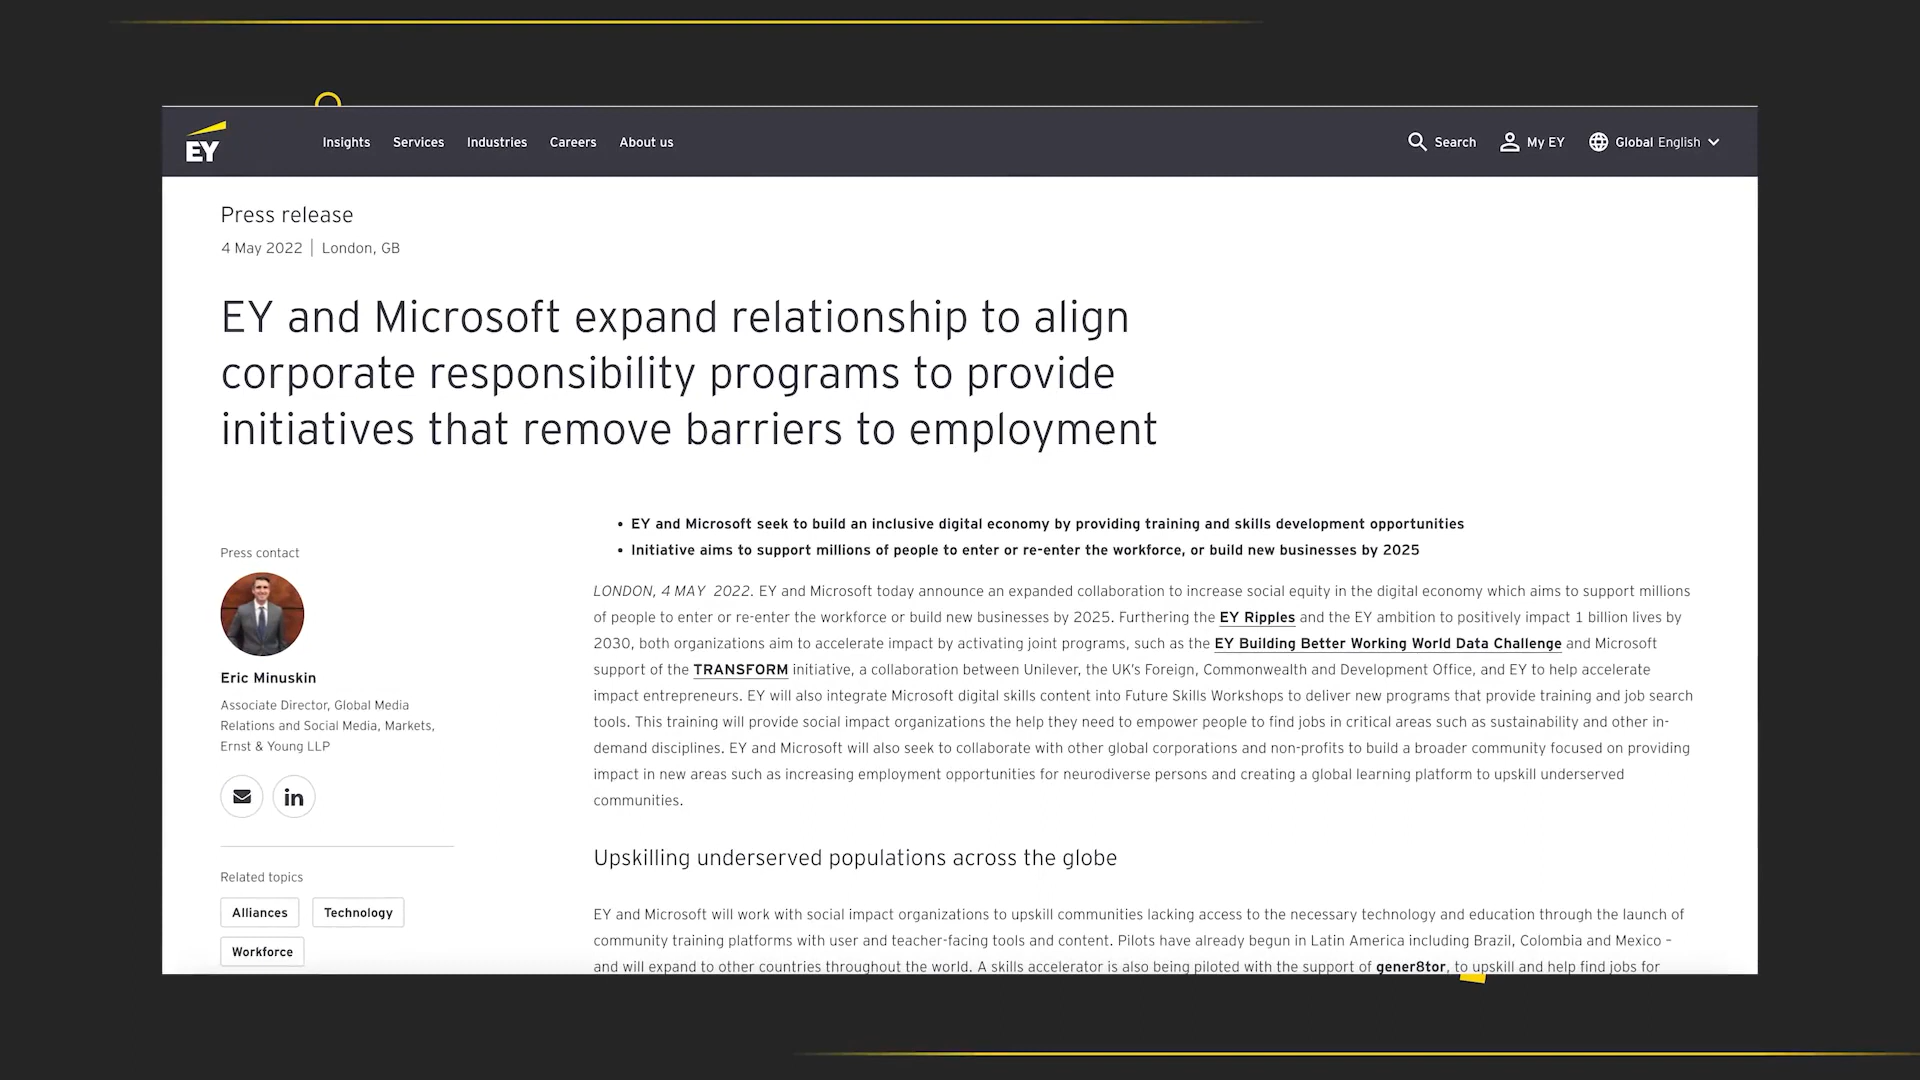 EY
Insights Services Industries Careers About us Search My EY Global English
Press release
4 May 2022 | London, GB
EY and Microsoft expand relationship to align
corporate responsibility programs to provide
initiatives that remove barriers to employment
Press contact
Eric Minuskin
Associate Director, Global Media
Relations and Social Media, Markets,
Ernst & Young LLP
in
Related topics
Alliances Technology
Workforce
• EY and Microsoft seek to build an inclusive digital economy by providing training and skills development opportunities
• Initiative aims to support millions of people to enter or re-enter the workforce, or build new businesses by 2025
LONDON, 4 MAY 2022. EY and Microsoft today announce an expanded collaboration to increase social equity in the digital economy which aims to support millions
of people to enter or re-enter the workforce or build new businesses by 2025. Furthering the EY Ripples and the EY ambition to positively impact 1 billion lives by
2030, both organizations aim to accelerate impact by activating joint programs, such as the EY Building Better Working World Data Challenge and Microsoft
support of the TRANSFORM initiative, a collaboration between Unilever, the UK's Foreign, Commonwealth and Development Office, and EY to help accelerate
impact entrepreneurs. EY will also integrate Microsoft digital skills content into Future Skills Workshops to deliver new programs that provide training and job search
tools. This training will provide social impact organizations the help they need to empower people to find jobs in critical areas such as sustainability and other in-
demand disciplines. EY and Microsoft will also seek to collaborate with other global corporations and non-profits to build a broader community focused on providing
impact in new areas such as increasing employment opportunities for neurodiverse persons and creating a global learning platform to upskill underserved
communities.
Upskilling underserved populations across the globe
EY and Microsoft will work with social impact organizations to upskill communities lacking access to the necessary technology and education through the launch of
community training platforms with user and teacher-facing tools and content. Pilots have already begun in Latin America including Brazil, Colombia and Mexico –
and will expand to other countries throughout the world. A skills accelerator is also being piloted with the support of gener8tor, to upskill and help find jobs for